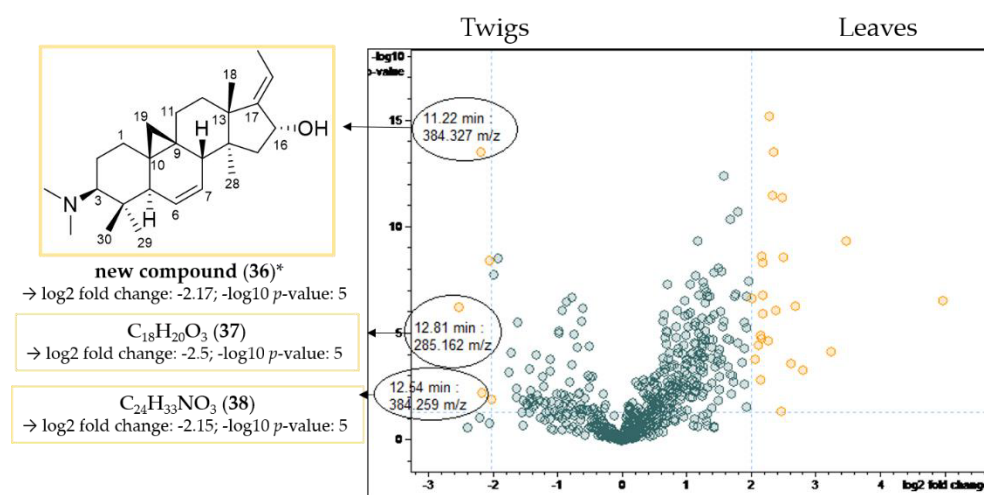 Twigs
Leaves
18
11
19
13
17
H
OH
16
1
9
10
28
N
3
7
H
6
30
29
new compound (36)*
→ log2 fold change: -2.17; -log10 p-value: 5
C₁₈H₂₀O₃ (37)
→ log2 fold change: -2.5; -log10 p-value: 5
C₂₄H₃₃NO₃ (38)
→ log2 fold change: -2.15; -log10 p-value: 5
-log10
p-value
15
10
5
0
11.22 min :
384.327 m/z
12.81 min :
285.162 m/z
12.54 min :
384.259 m/z
-3
-2
-1
0
1
2
3
4
log2 fold change